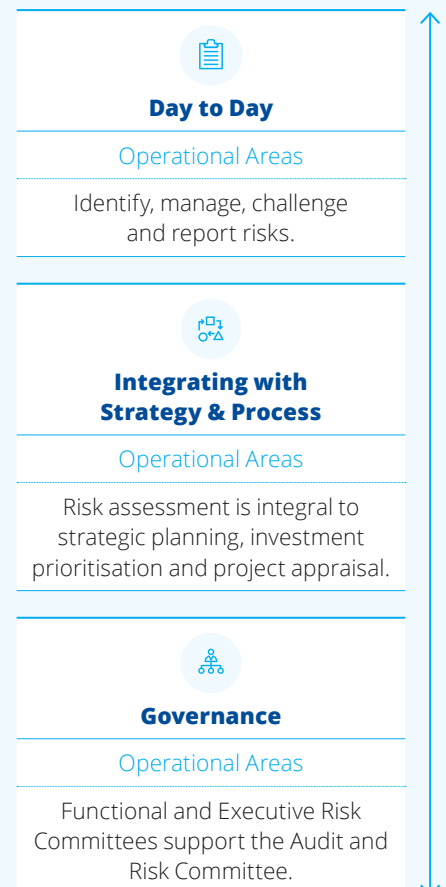 Day to Day
Operational Areas
Identify, manage, challenge
and report risks.
Integrating with
Strategy & Process
Operational Areas
Risk assessment is integral to
strategic planning, investment
prioritisation and project appraisal.
Governance
Operational Areas
Functional and Executive Risk
Committees support the Audit and
Risk Committee.